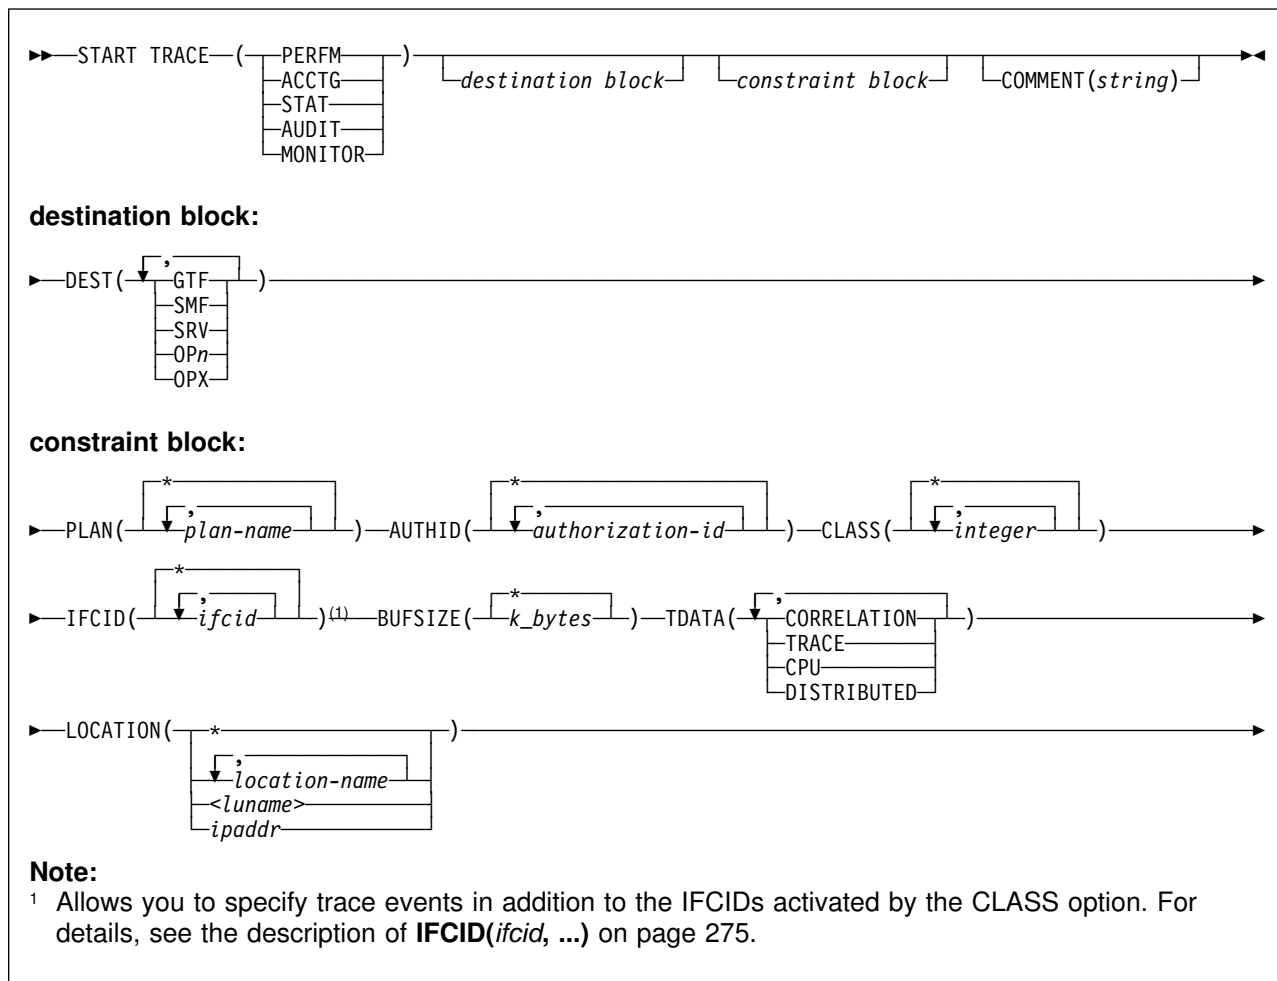 START TRACE ( PERFM )
ACCTG destination block constraint block COMMENT(string)
STAT
AUDIT
MONITOR
destination block:
,
DEST( GTF )
SMF
SRV
OPn
OPX
constraint block:
* * *
, , ,
PLAN( plan-name ) AUTHID( authorization-id ) CLASS( integer )
* * ,
,
IFCID( ifcid )(1) BUFSIZE( k_bytes ) TDATA( CORRELATION )
TRACE
CPU
DISTRIBUTED
LOCATION( * )
,
location-name
<luname>
ipaddr
Note:
1 Allows you to specify trace events in addition to the IFCIDs activated by the CLASS option. For
details, see the description of IFCID(ifcid, ...) on page 275.